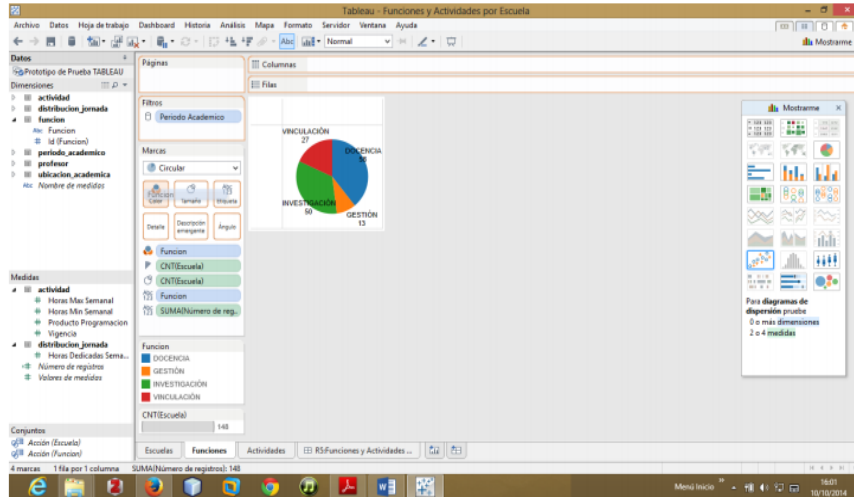 Tableau - Funciones y Actividades por Escuela
Archivo Datos Hoja de trabajo Dashboard Historia Análisis Mapa Formato Servidor Ventana Ayuda
Abc Normal Mostrarme
Datos
Prototipo de Prueba TABLEAU
Dimensiones
actividad
distribucion_jornada
funcion
Abc Funcion
# Id (Funcion)
periodo_academico
profesor
ubicacion_academica
Abc Nombre de medidas
Medidas
actividad
# Horas Max Semanal
# Horas Min Semanal
# Producto Programacion
# Vigencia
distribucion_jornada
# Horas Dedicadas Sema...
Número de registros
# Valores de medidas
Conjuntos
Acción (Escuela)
Acción (Funcion)
Páginas
Filtros
Periodo Academico
Marcas
Circular
Funcion
Color Tamaño Etiqueta
Detalle Descripción emergente Ángulo
Funcion
CNT(Escuela)
CNT(Escuela)
Funcion
SUMA(Número de reg..
Funcion
DOCENCIA
GESTIÓN
INVESTIGACIÓN
VINCULACIÓN
CNT(Escuela)
148
Columnas
Filas
VINCULACIÓN
27
DOCENCIA
58
INVESTIGACIÓN
50
GESTIÓN
13
Mostrarme
Para diagramas de
dispersión pruebe
0 o más dimensiones
2 o 4 medidas
Escuelas Funciones Actividades R5:Funciones y Actividades ...
4 marcas 1 fila por 1 columna SUMA(Número de registros): 148
Menú Inicio
16:01
10/10/2014